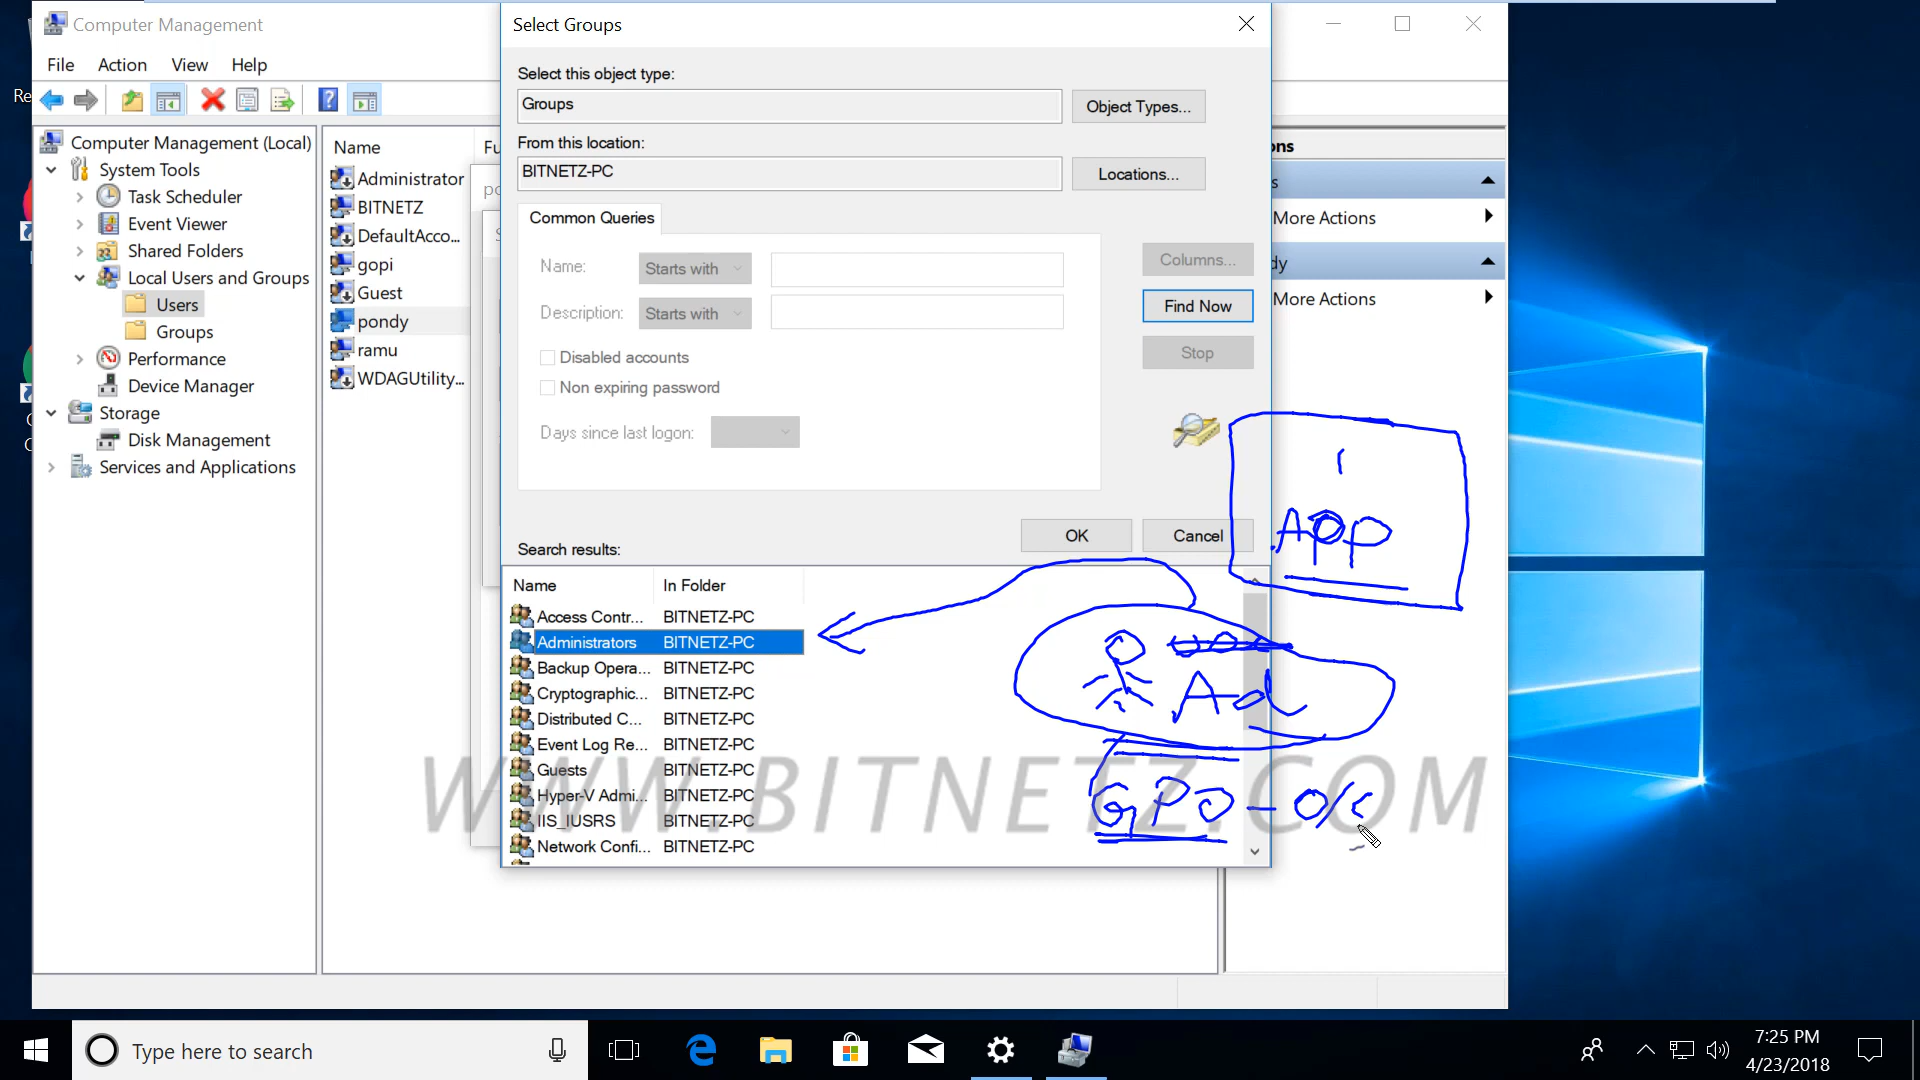 Computer Management
Select Groups
File Action View Help
Re
Select this object type:
Groups
Object Types...
From this location:
BITNETZ-PC
Locations...
Common Queries
Name:
Starts with
Description:
Starts with
Disabled accounts
Non expiring password
Days since last logon:
Columns...
Find Now
Stop
OK
Cancel
Search results:
Name In Folder
Access Contr... BITNETZ-PC
Administrators BITNETZ-PC
Backup Opera... BITNETZ-PC
Cryptographic... BITNETZ-PC
Distributed C... BITNETZ-PC
Event Log Re... BITNETZ-PC
Guests BITNETZ-PC
Hyper-V Admi... BITNETZ-PC
IIS_IUSRS BITNETZ-PC
Network Confi... BITNETZ-PC
Computer Management (Local)
System Tools
Task Scheduler
Event Viewer
Shared Folders
Local Users and Groups
Users
Groups
Performance
Device Manager
Storage
Disk Management
Services and Applications
Name Fu
Administrator
BITNETZ
DefaultAcco...
gopi
Guest
pondy
ramu
WDAGUtility...
po
ons
s
More Actions
dy
More Actions
App
Ad
GPO - O/c
WWW.BITNETZ.COM
Type here to search
7:25 PM
4/23/2018